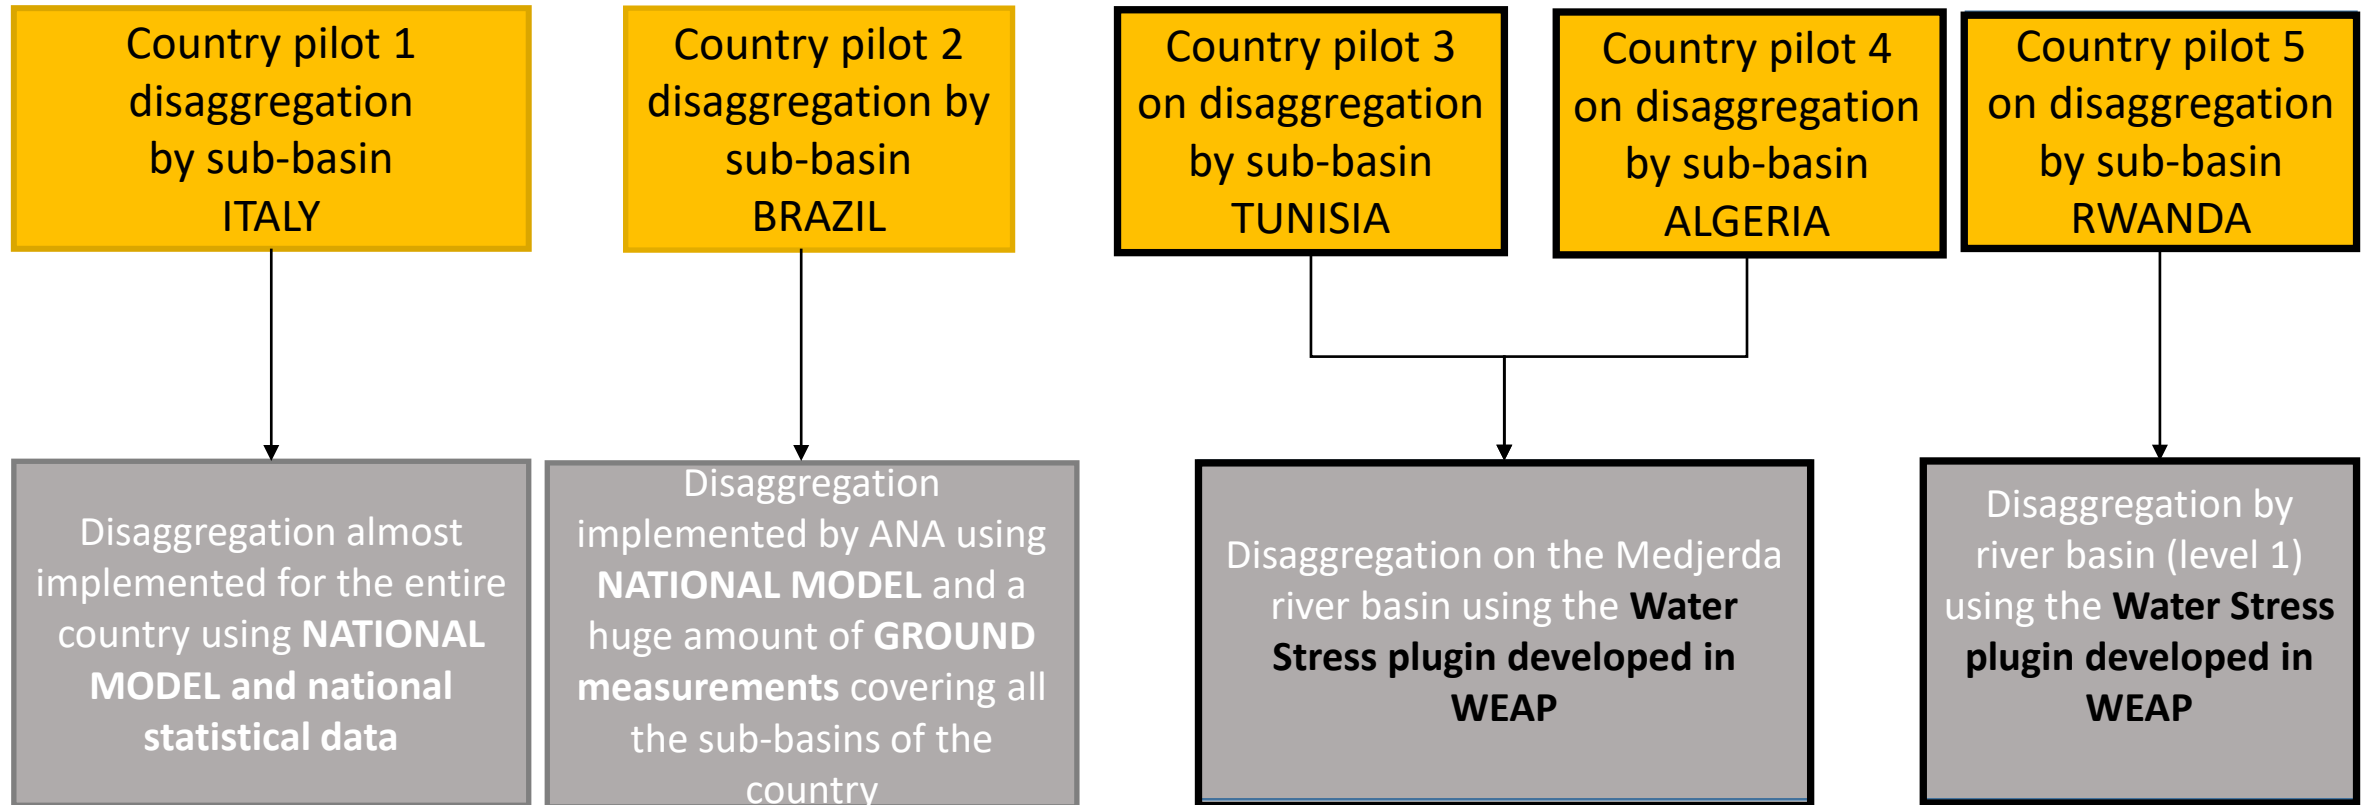 Country pilot 1
disaggregation
by sub-basin
ITALY
Country pilot 2
disaggregation by
sub-basin
BRAZIL
Country pilot 3
on disaggregation
by sub-basin
TUNISIA
Country pilot 4
on disaggregation
by sub-basin
ALGERIA
Country pilot 5
on disaggregation
by sub-basin
RWANDA
Disaggregation almost
implemented for the entire
country using NATIONAL
MODEL and national
statistical data
Disaggregation
implemented by ANA using
NATIONAL MODEL and a
huge amount of GROUND
measurements covering all
the sub-basins of the
country
Disaggregation on the Medjerda
river basin using the Water
Stress plugin developed in
WEAP
Disaggregation by
river basin (level 1)
using the Water Stress
plugin developed in
WEAP